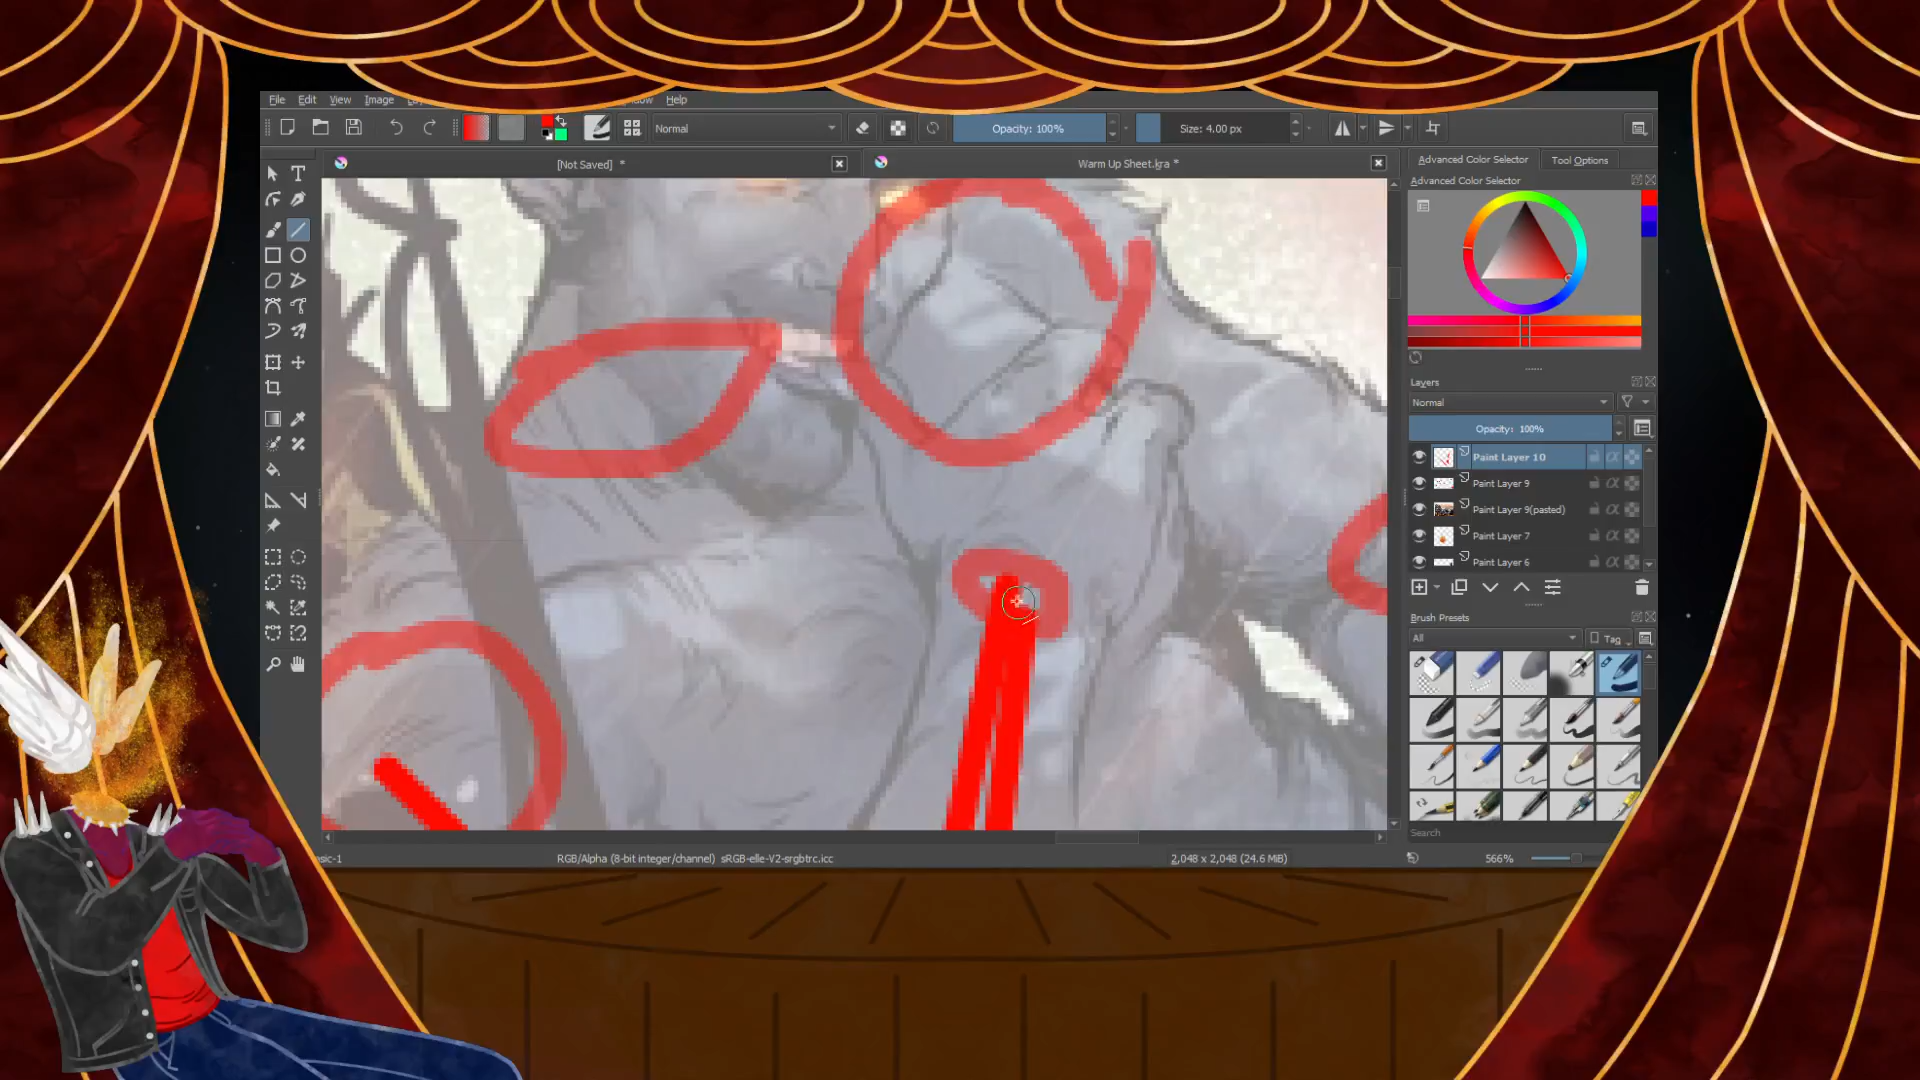 File Edit View Image Help
Normal
Opacity: 100%
Size: 4.00 px
[Not Saved] *
Warm Up Sheet.kra *
Advanced Color Selector
Tool Options
Advanced Color Selector
Layers
Normal
Opacity: 100%
Paint Layer 10
Paint Layer 9
Paint Layer 9(pasted)
Paint Layer 7
Paint Layer 6
Brush Presets
All
Tag
Search
RGB/Alpha (8-bit integer/channel) sRGB-elle-V2-srgbtrc.icc
2,048 x 2,048 (24.6 MiB)
566%